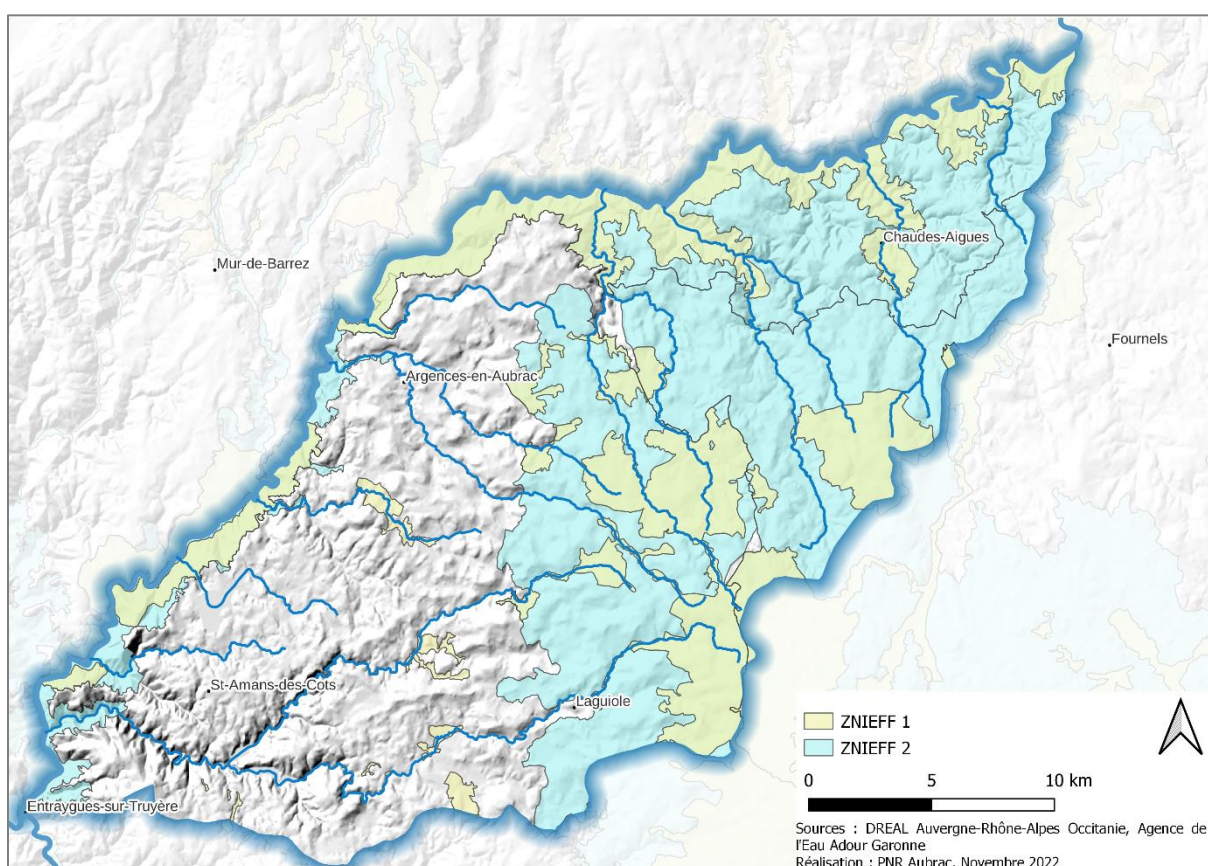 Chaudes-Aigues
Mur-de-Barrez
Fournels
Argences-en-Aubrac
St-Amans-des-Cots
Laguiole
Entraygues-sur-Truyère
ZNIEFF 1
ZNIEFF 2
0 5 10 km
Sources : DREAL Auvergne-Rhône-Alpes Occitanie, Agence de
l'Eau Adour Garonne
Réalisation : PNR Aubrac, Novembre 2022